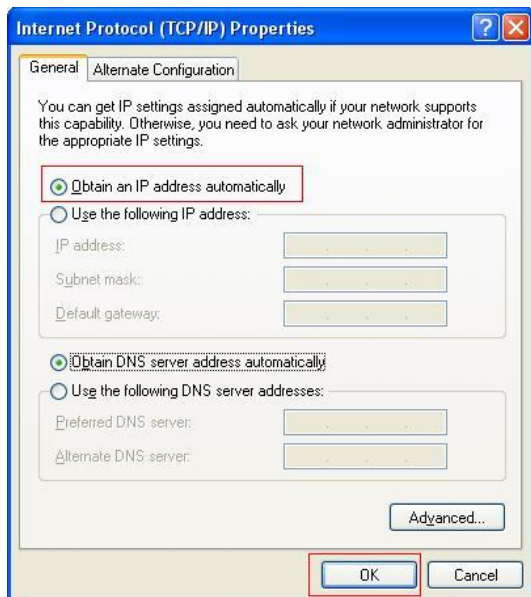 Internet Protocol (TCP/IP) Properties
General
Alternate Configuration
You can get IP settings assigned automatically if your network supports
this capability. Otherwise, you need to ask your network administrator for
the appropriate IP settings.
Obtain an IP address automatically
Use the following IP address:
IP address:
Subnet mask:
Default gateway:
Obtain DNS server address automatically
Use the following DNS server addresses:
Preferred DNS server:
Alternate DNS server:
Advanced...
OK
Cancel